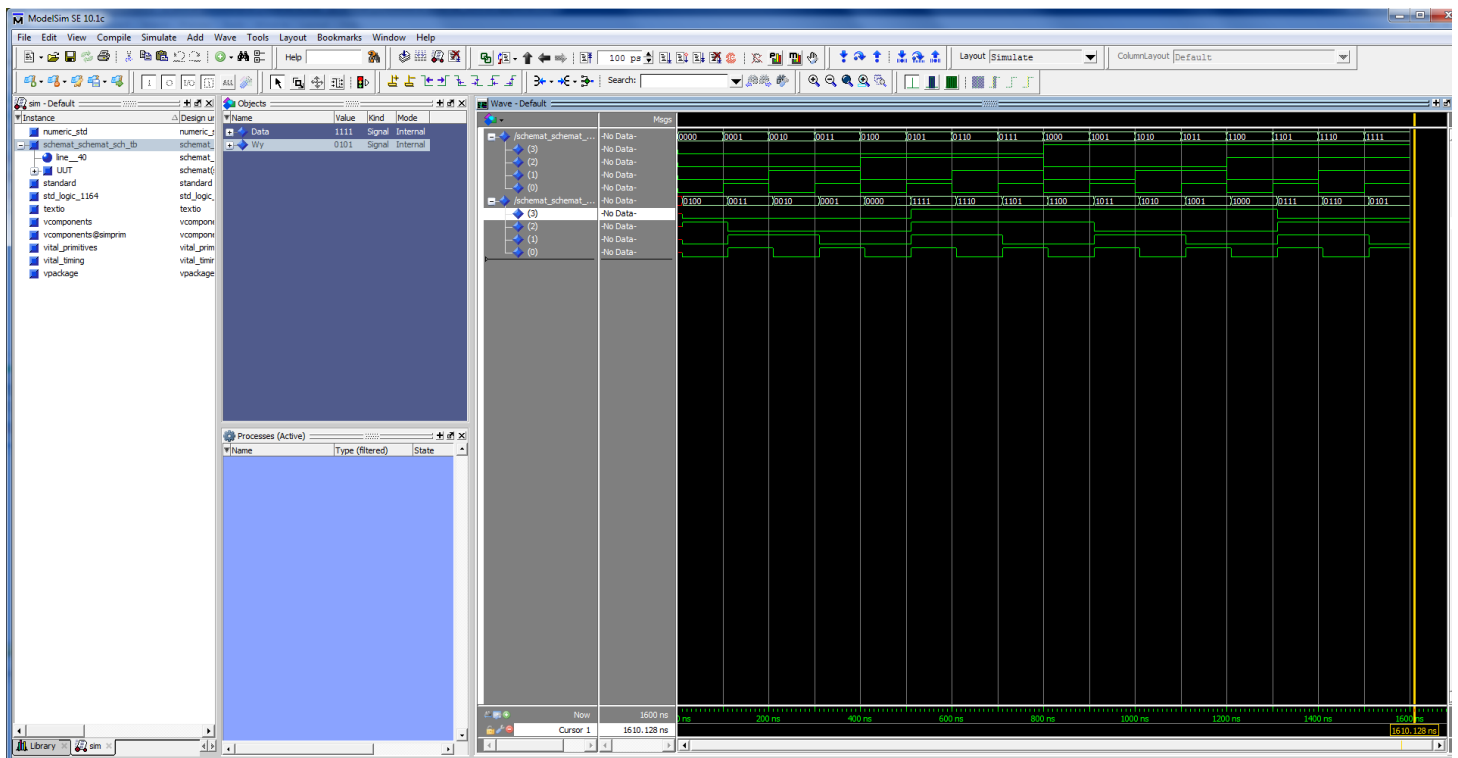 ModelSim SE 10.1c
File Edit View Compile Simulate Add Wave Tools Layout Bookmarks Window Help
Help 100 ps Layout Simulate ColumnLayout Default
ALL Search:
sim - Default
Instance Design ur
numeric_std numeric_s
schemat_schemat_sch_tb schemat_
line__40 schemat_
UUT schemat(s
standard standard
std_logic_1164 std_logic_
textio textio
vcomponents vcompone
vcomponents@simprim vcompone
vital_primitives vital_prim
vital_timing vital_timir
vpackage vpackage
Library sim
Objects
Name Value Kind Mode
Data 1111 Signal Internal
Wy 0101 Signal Internal
Processes (Active)
Name Type (filtered) State
Wave - Default
Msgs
/schemat_schemat_... -No Data- 0000 0001 0010 0011 0100 0101 0110 0111 1000 1001 1010 1011 1100 1101 1110 1111
(3) -No Data-
(2) -No Data-
(1) -No Data-
(0) -No Data-
/schemat_schemat_... -No Data- 0100 0011 0010 0001 0000 1111 1110 1101 1100 1011 1010 1001 1000 0111 0110 0101
(3) -No Data-
(2) -No Data-
(1) -No Data-
(0) -No Data-
Now 1600 ns ns 200 ns 400 ns 600 ns 800 ns 1000 ns 1200 ns 1400 ns 1600 ns
Cursor 1 1610.128 ns 1610.128 ns